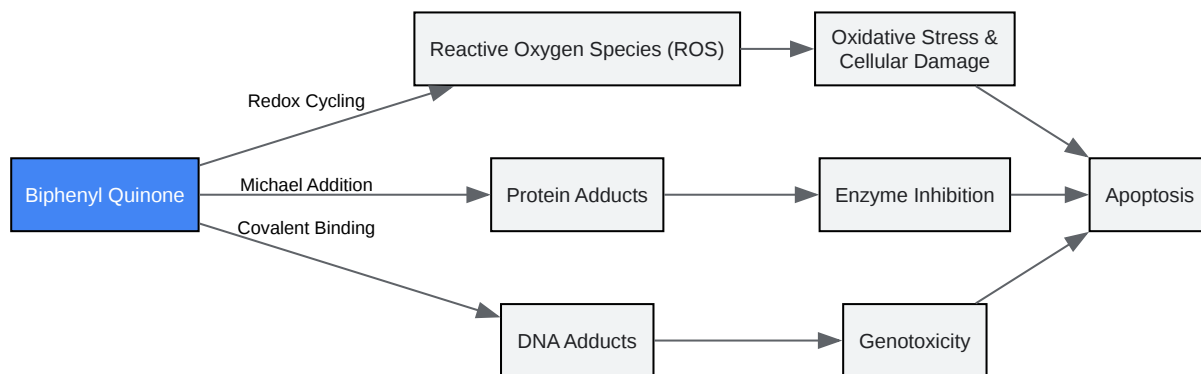 Reactive Oxygen Species (ROS)
Oxidative Stress &
Cellular Damage
Redox Cycling
Biphenyl Quinone
Michael Addition
Protein Adducts
Enzyme Inhibition
Apoptosis
Covalent Binding
DNA Adducts
Genotoxicity